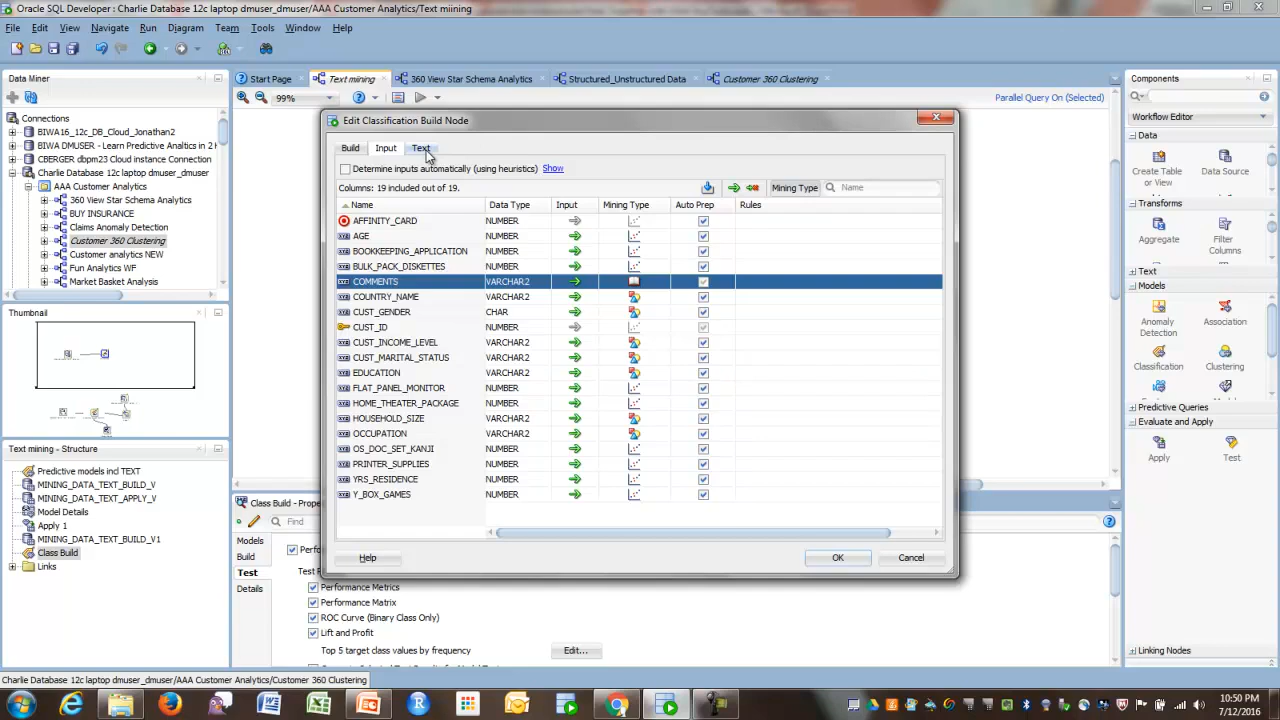 Oracle SQL Developer : Charlie Database 12c laptop dmuser_dmuser/AAA Customer Analytics/Text miining
File Edit View Navigate Run Diagram Team Tools Window Help
Data Miner
Start Page Text mining 360 View Star Schema Analytics Structured_Unstructured Data Customer 360 Clustering
Components
99%
Parallel Query On (Selected)
Workflow Editor
Connections
BIWA16_12c_DB_Cloud_Jonathan2
BIWA DMUSER - Learn Predictive Analtics in 2 H
CBERGER dbpm23 Cloud instance Connection
Charlie Database 12c laptop dmuser_dmuser
AAA Customer Analytics
360 View Star Schema Analytics
BUY INSURANCE
Claims Anomaly Detection
Customer 360 Clustering
Customer analytics NEW
Fun Analytics WF
Market Basket Analysis
Thumbnail
Text mining - Structure
Predictive models incl TEXT
MINING_DATA_TEXT_BUILD_V
MINING_DATA_TEXT_APPLY_V
Model Details
Apply 1
MINING_DATA_TEXT_BUILD_V1
Class Build
Links
Edit Classification Build Node
Build Input Text
Determine inputs automatically (using heuristics) Show
Columns: 19 included out of 19.
Mining Type Name
Name Data Type Input Mining Type Auto Prep Rules
AFFINITY_CARD NUMBER
AGE NUMBER
BOOKKEEPING_APPLICATION NUMBER
BULK_PACK_DISKETTES NUMBER
COMMENTS VARCHAR2
COUNTRY_NAME VARCHAR2
CUST_GENDER CHAR
CUST_ID NUMBER
CUST_INCOME_LEVEL VARCHAR2
CUST_MARITAL_STATUS VARCHAR2
EDUCATION VARCHAR2
FLAT_PANEL_MONITOR NUMBER
HOME_THEATER_PACKAGE NUMBER
HOUSEHOLD_SIZE VARCHAR2
OCCUPATION VARCHAR2
OS_DOC_SET_KANJI NUMBER
PRINTER_SUPPLIES NUMBER
YRS_RESIDENCE NUMBER
Y_BOX_GAMES NUMBER
Help OK Cancel
Class Build - Prope
Find
Models
Build
Test
Details
Perfo
Test
Performance Metrics
Performance Matrix
ROC Curve (Binary Class Only)
Lift and Profit
Top 5 target class values by frequency Edit...
Data
Create Table or View
Data Source
Transforms
Aggregate
Filter Columns
Text
Models
Anomaly Detection
Association
Classification
Clustering
Predictive Queries
Evaluate and Apply
Apply
Test
Linking Nodes
Charlie Database 12c laptop dmuser_dmuser/AAA Customer Analytics/Customer 360 Clustering
10:50 PM
7/12/2016